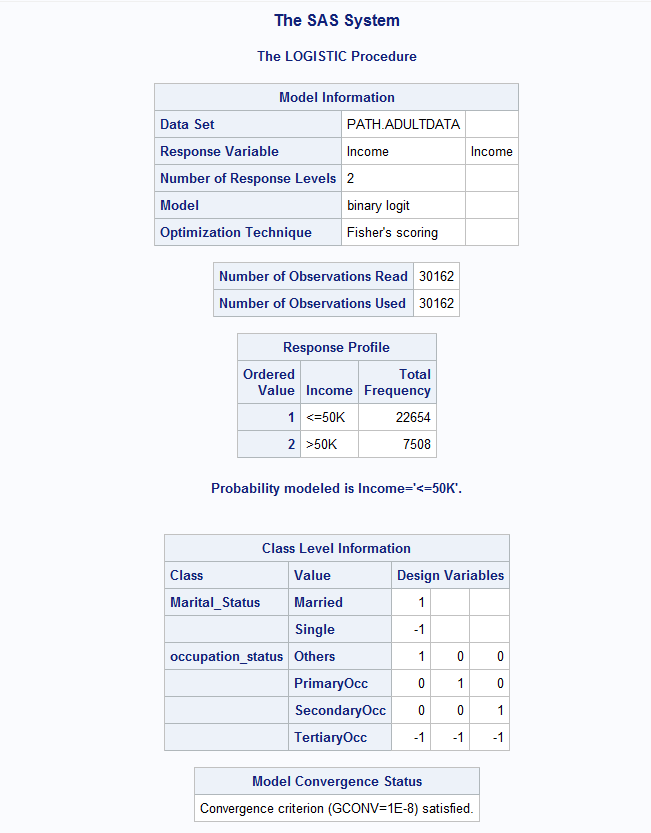 The SAS System
The LOGISTIC Procedure
Model Information
Data Set PATH.ADULTDATA
Response Variable Income Income
Number of Response Levels 2
Model binary logit
Optimization Technique Fisher's scoring
Number of Observations Read 30162
Number of Observations Used 30162
Response Profile
Ordered Total
Value Income Frequency
1 <=50K 22654
2 >50K 7508
Probability modeled is Income='<=50K'.
Class Level Information
Class Value Design Variables
Marital_Status Married 1
Single -1
occupation_status Others 1 0 0
PrimaryOcc 0 1 0
SecondaryOcc 0 0 1
TertiaryOcc -1 -1 -1
Model Convergence Status
Convergence criterion (GCONV=1E-8) satisfied.